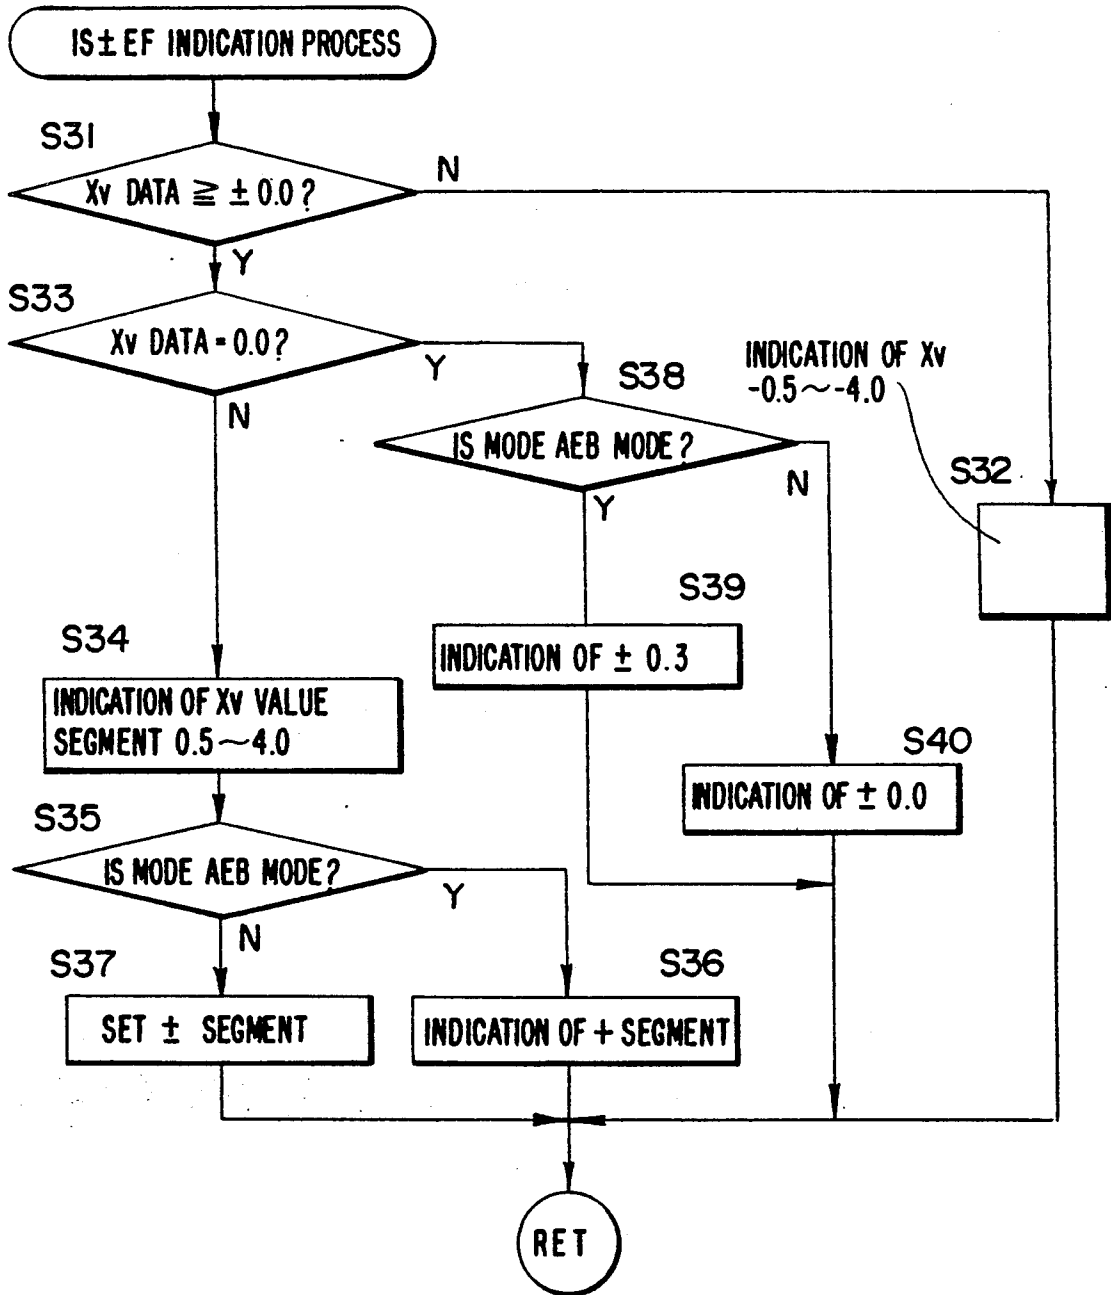 IS±EF INDICATION PROCESS
S31
Xv DATA ≧ ±0.0?
N
Y
S33
Xv DATA=0.0?
Y
N
S38
IS MODE AEB MODE?
N
Y
INDICATION OF Xv
-0.5~-4.0
S32
S39
INDICATION OF ± 0.3
S34
INDICATION OF Xv VALUE
SEGMENT 0.5~4.0
S40
INDICATION OF ± 0.0
S35
IS MODE AEB MODE?
Y
N
S37
SET ± SEGMENT
S36
INDICATION OF + SEGMENT
RET